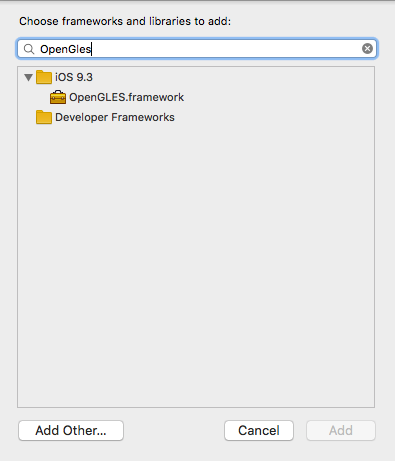 Choose frameworks and libraries to add:
OpenGles
iOS 9.3
OpenGLES.framework
Developer Frameworks
Add Other...
Cancel
Add